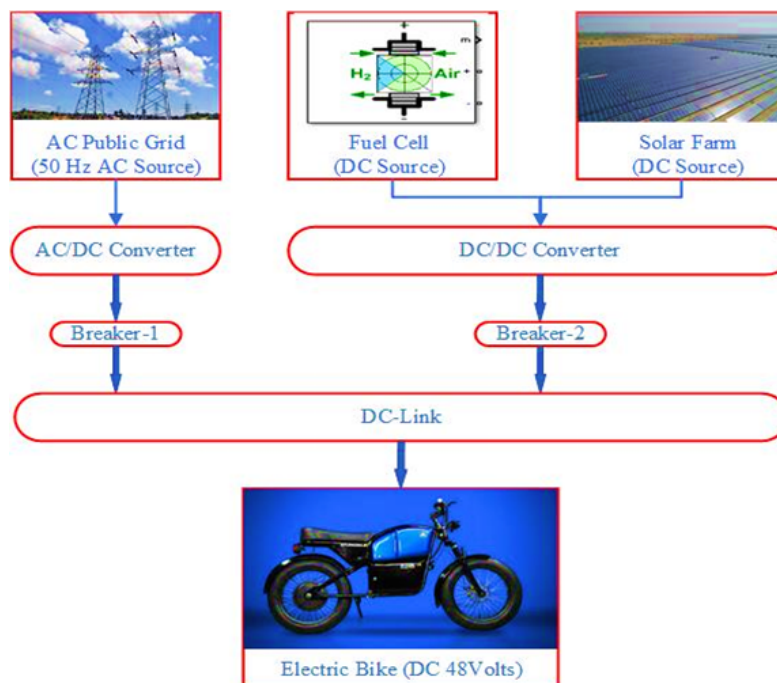 H₂
Air
+
m
+
-
-
AC Public Grid
(50 Hz AC Source)
Fuel Cell
(DC Source)
Solar Farm
(DC Source)
AC/DC Converter
DC/DC Converter
Breaker-1
Breaker-2
DC-Link
Electric Bike (DC 48Volts)